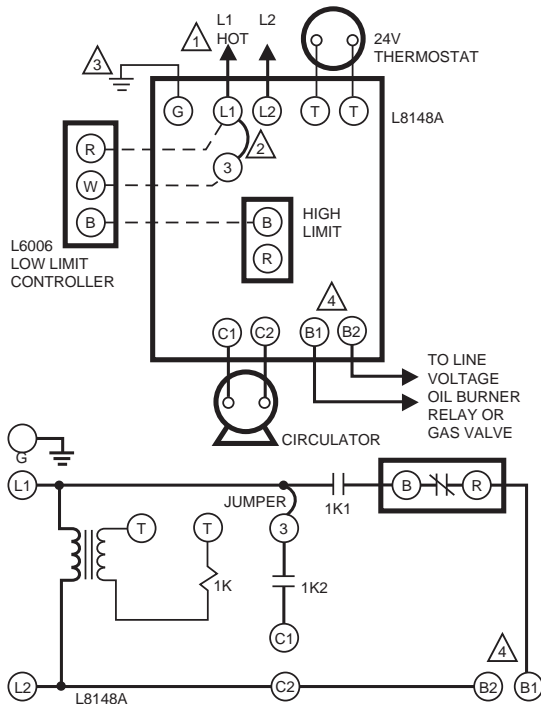 1
L1
HOT
L2
24V
THERMOSTAT
3
G
L1
L2
T
T
L8148A
2
R
3
W
B
B
HIGH
LIMIT
R
L6006
LOW LIMIT
CONTROLLER
4
C1
C2
B1
B2
TO LINE
VOLTAGE
OIL BURNER
RELAY OR
GAS VALVE
CIRCULATOR
G
L1
JUMPER
1K1
B
R
T
T
3
1K
1K2
C1
4
L2
L8148A
C2
B2
B1